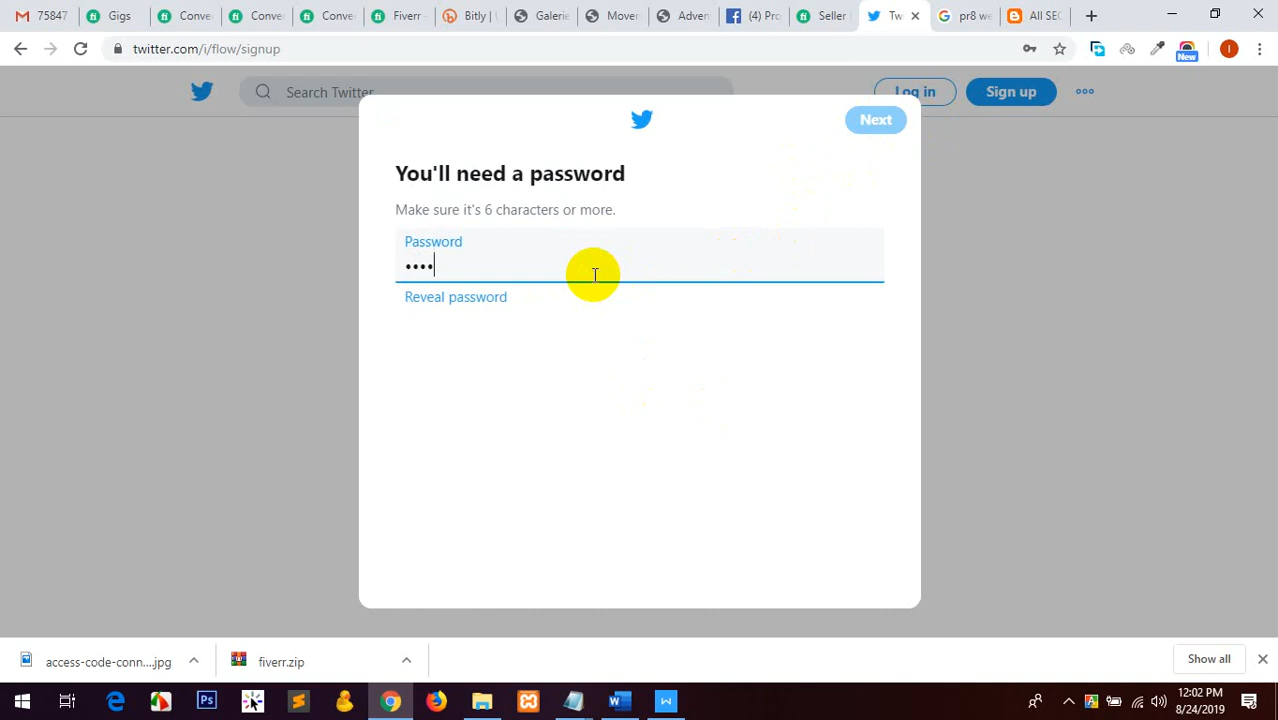 75847
Gigs
Conve
Conve
Conve
Fiverr -
Bitly | -
Galerie
Mover
Adven
(4) Pro
Seller
Tw
pr8 we
All SEO
twitter.com/i/flow/signup
New
I
Search Twitter
Log in
Sign up
Next
You'll need a password
Make sure it's 6 characters or more.
Password
••••
Reveal password
access-code-conn....jpg
fiverr.zip
Show all
12:02 PM
8/24/2019